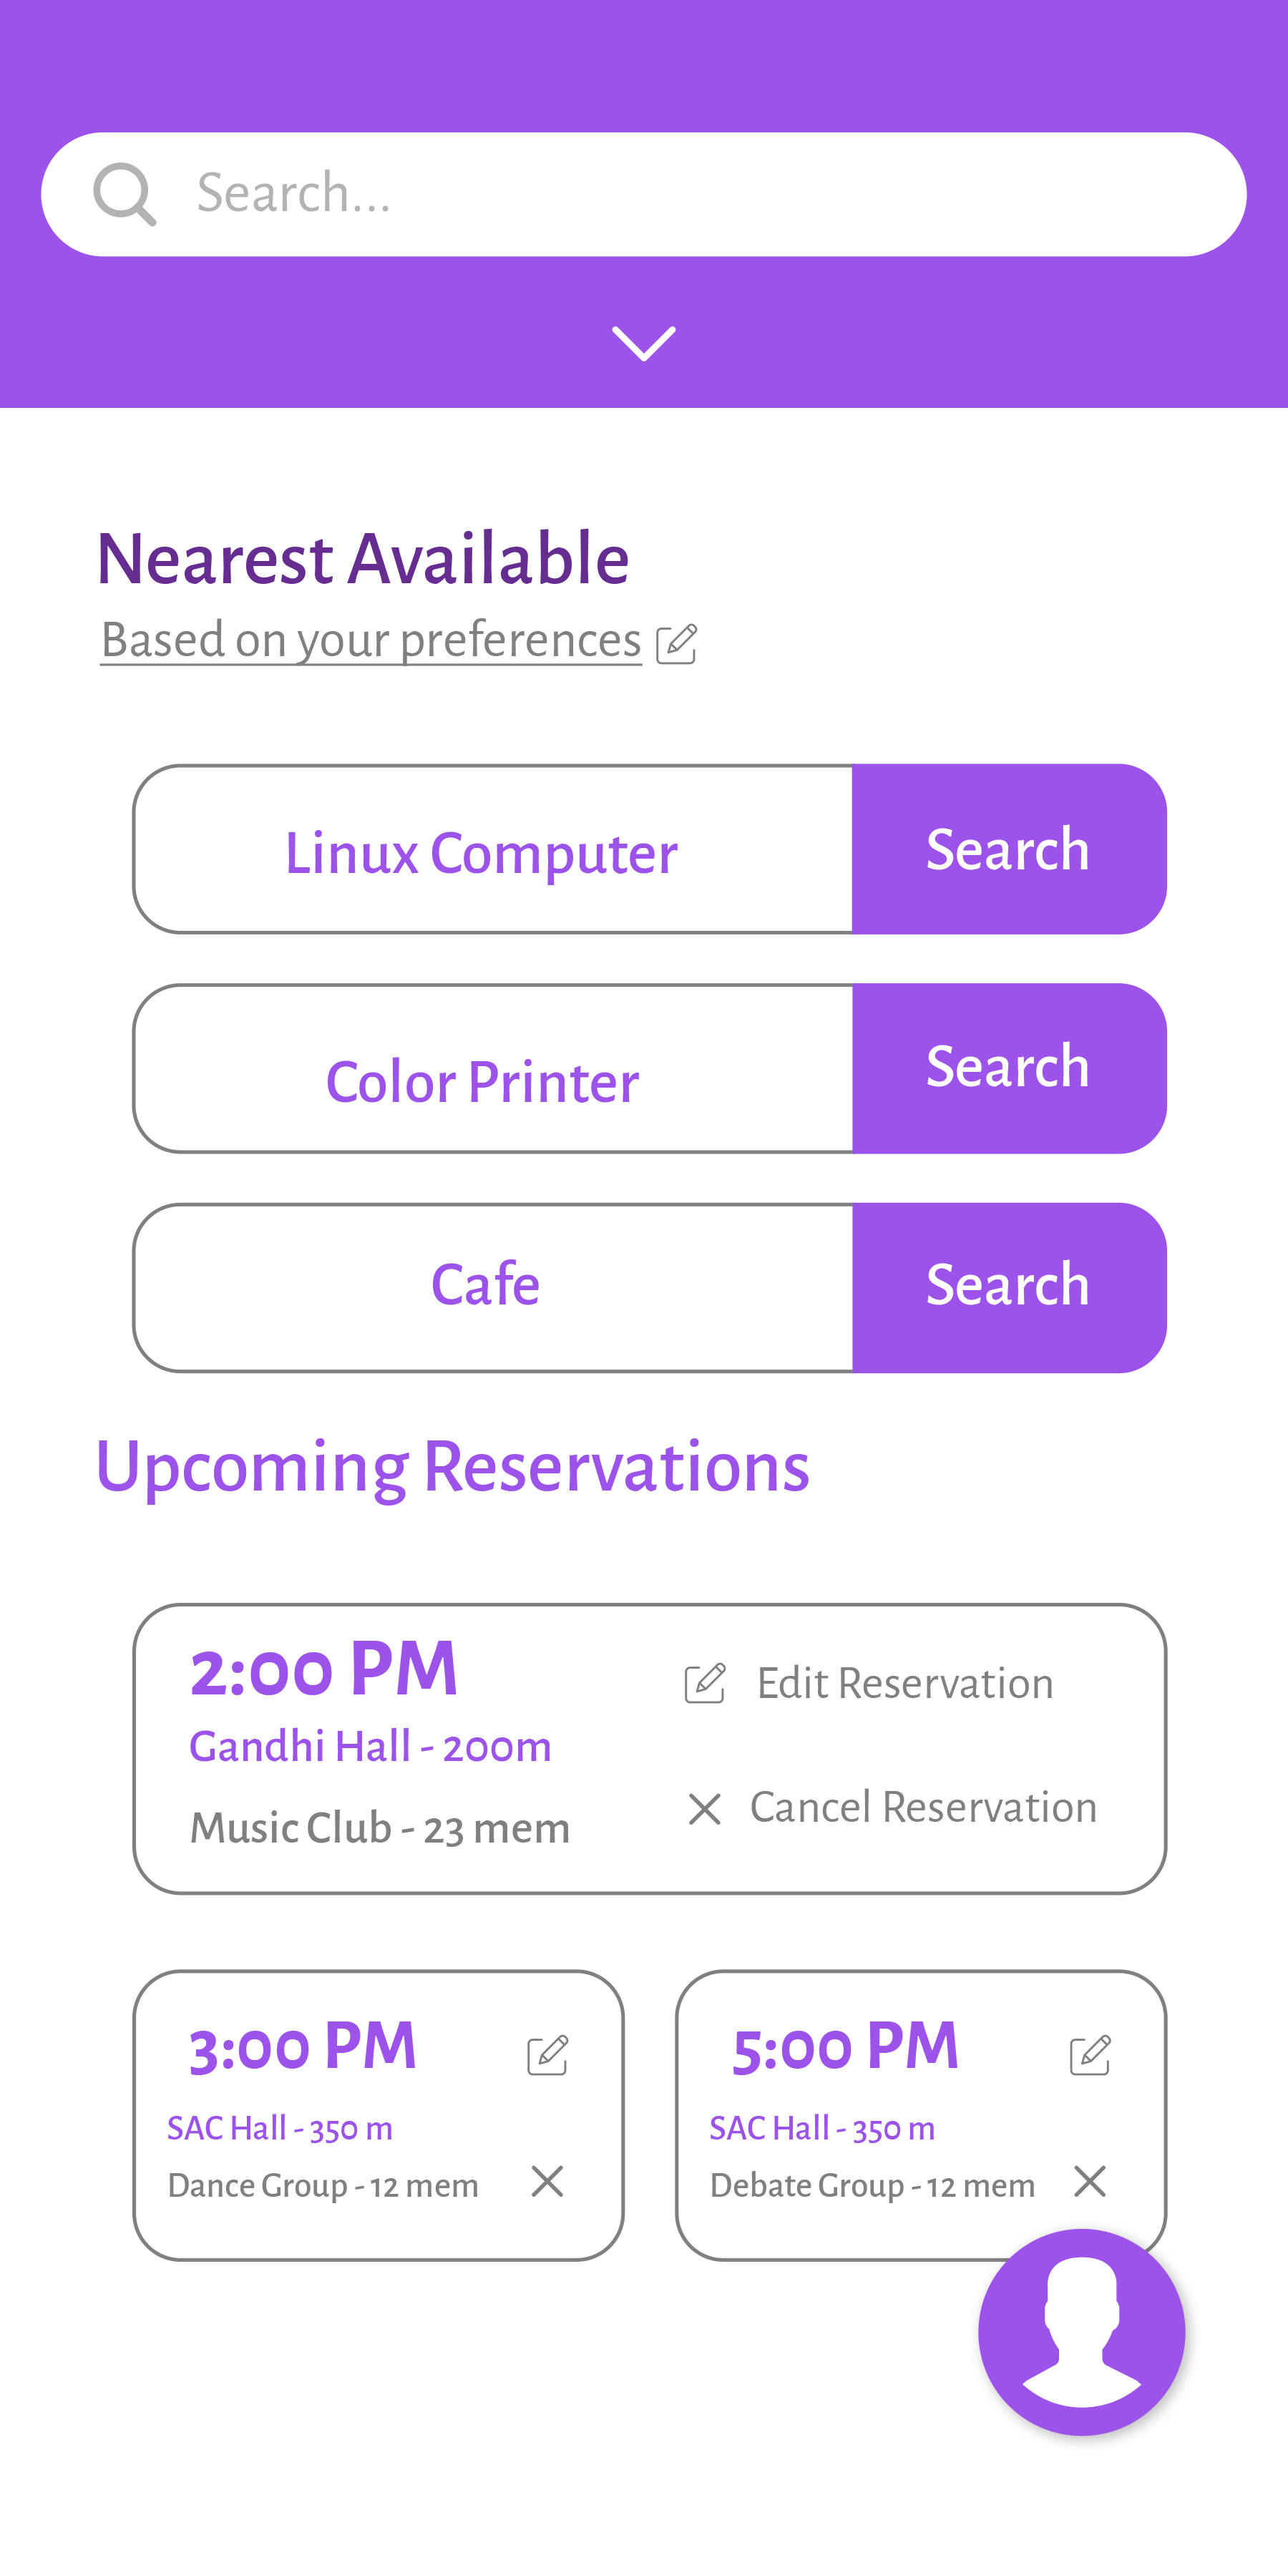 Search...
Nearest Available
Based on your preferences
Linux Computer
Search
Color Printer
Search
Cafe
Search
Upcoming Reservations
2:00 PM
Edit Reservation
Gandhi Hall - 200m
Cancel Reservation
Music Club - 23 mem
3:00 PM
SAC Hall - 350 m
Dance Group - 12 mem
5:00 PM
SAC Hall - 350 m
Debate Group - 12 mem